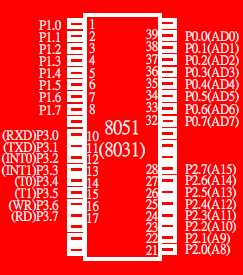 P1.0 1 39 P0.0(AD0)
P1.1 2 38 P0.1(AD1)
P1.2 3 37 P0.2(AD2)
P1.3 4 36 P0.3(AD3)
P1.4 5 35 P0.4(AD4)
P1.5 6 34 P0.5(AD5)
P1.6 7 33 P0.6(AD6)
P1.7 8 32 P0.7(AD7)
8051
(8031)
(RXD)P3.0 10
(TXD)P3.1 11
(INT0)P3.2 12
(INT1)P3.3 13 28 P2.7(A15)
(T0)P3.4 14 27 P2.6(A14)
(T1)P3.5 15 26 P2.5(A13)
(WR)P3.6 16 25 P2.4(A12)
(RD)P3.7 17 24 P2.3(A11)
23 P2.2(A10)
22 P2.1(A9)
21 P2.0(A8)